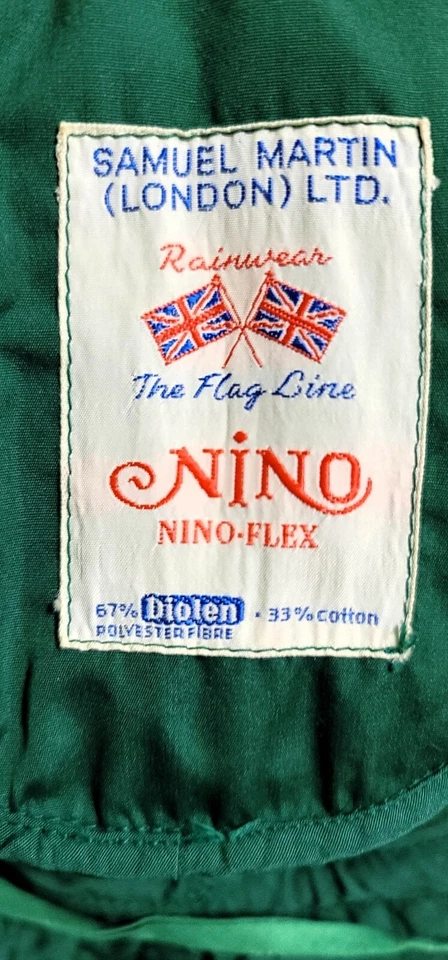 SAMUEL MARTIN
(LONDON) LTD.
Rainwear
The Flag Line
NINO
NINO-FLEX
67% Diolen · 33% cotton
POLYESTER FIBRE